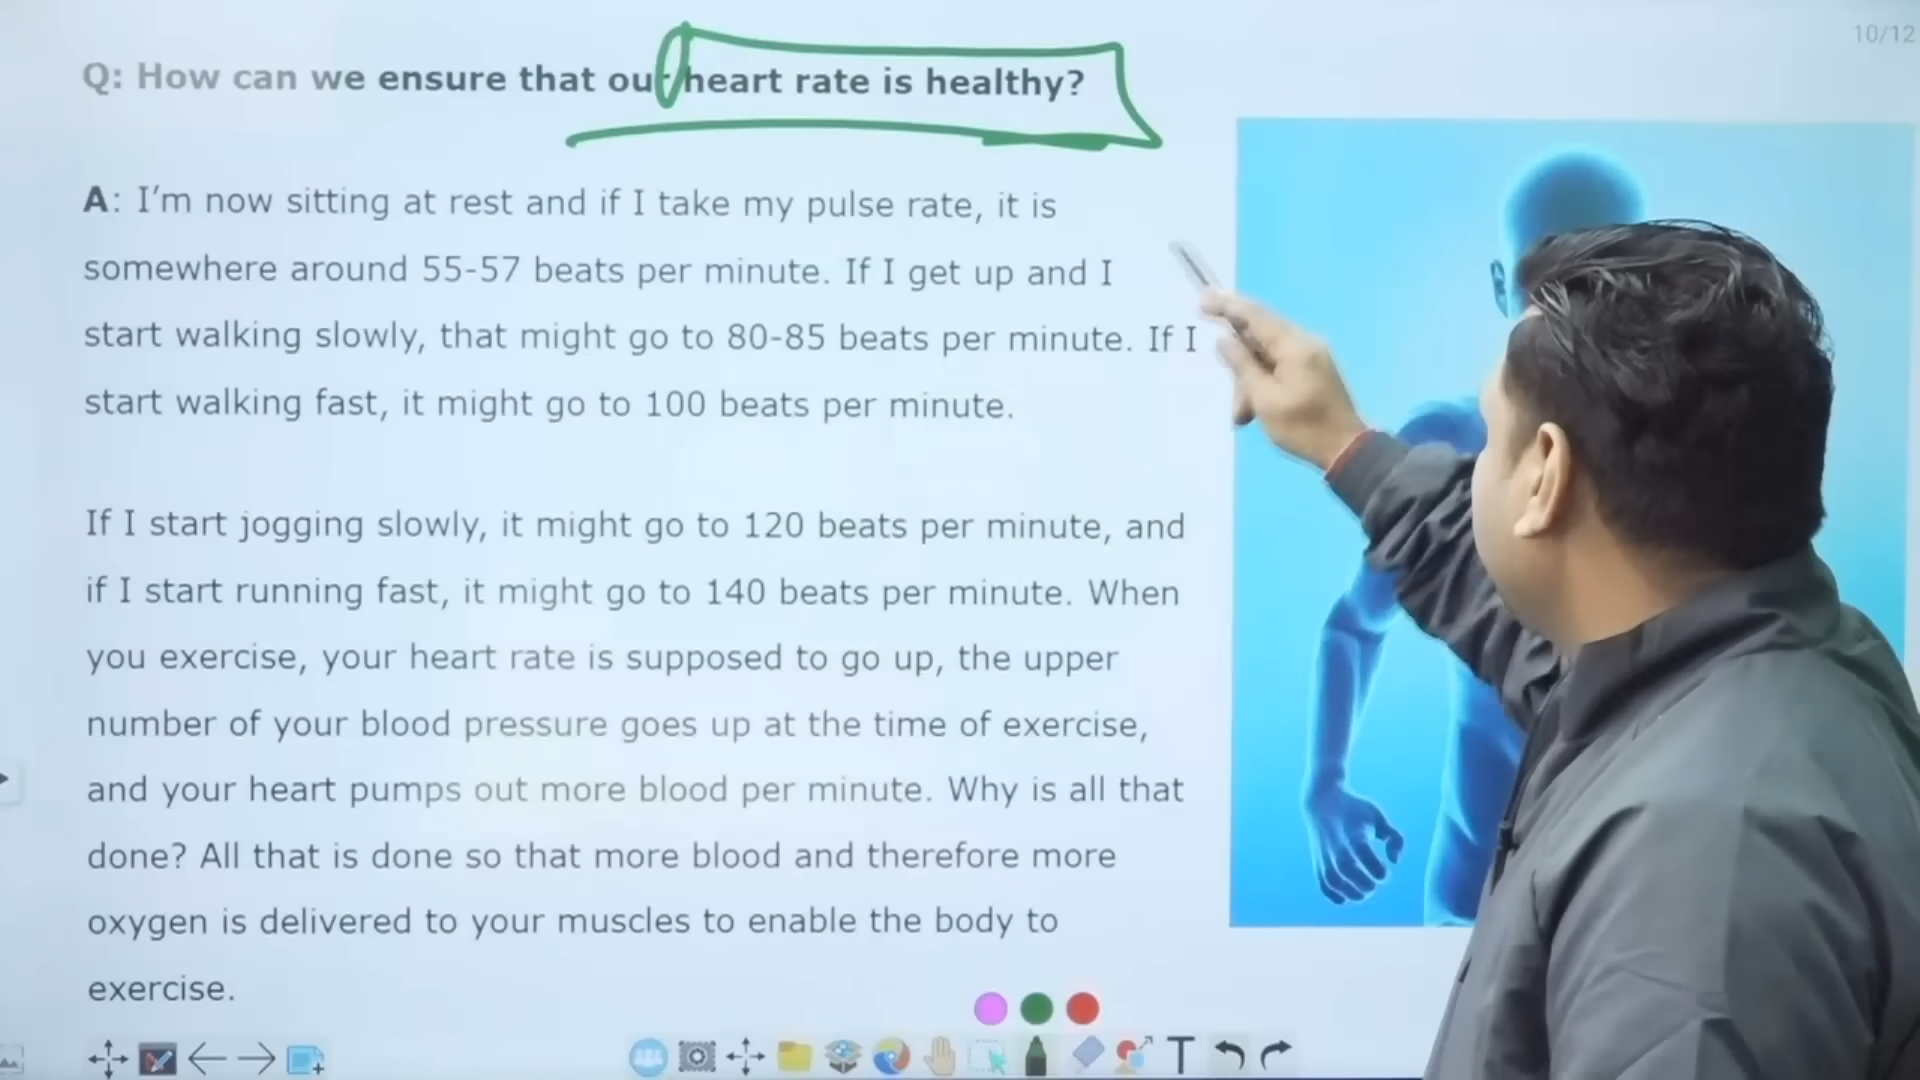 10/12
Q: How can we ensure that our heart rate is healthy?
A: I'm now sitting at rest and if I take my pulse rate, it is
somewhere around 55-57 beats per minute. If I get up and I
start walking slowly, that might go to 80-85 beats per minute. If I
start walking fast, it might go to 100 beats per minute.
If I start jogging slowly, it might go to 120 beats per minute, and
if I start running fast, it might go to 140 beats per minute. When
you exercise, your heart rate is supposed to go up, the upper
number of your blood pressure goes up at the time of exercise,
and your heart pumps out more blood per minute. Why is all that
done? All that is done so that more blood and therefore more
oxygen is delivered to your muscles to enable the body to
exercise.
T